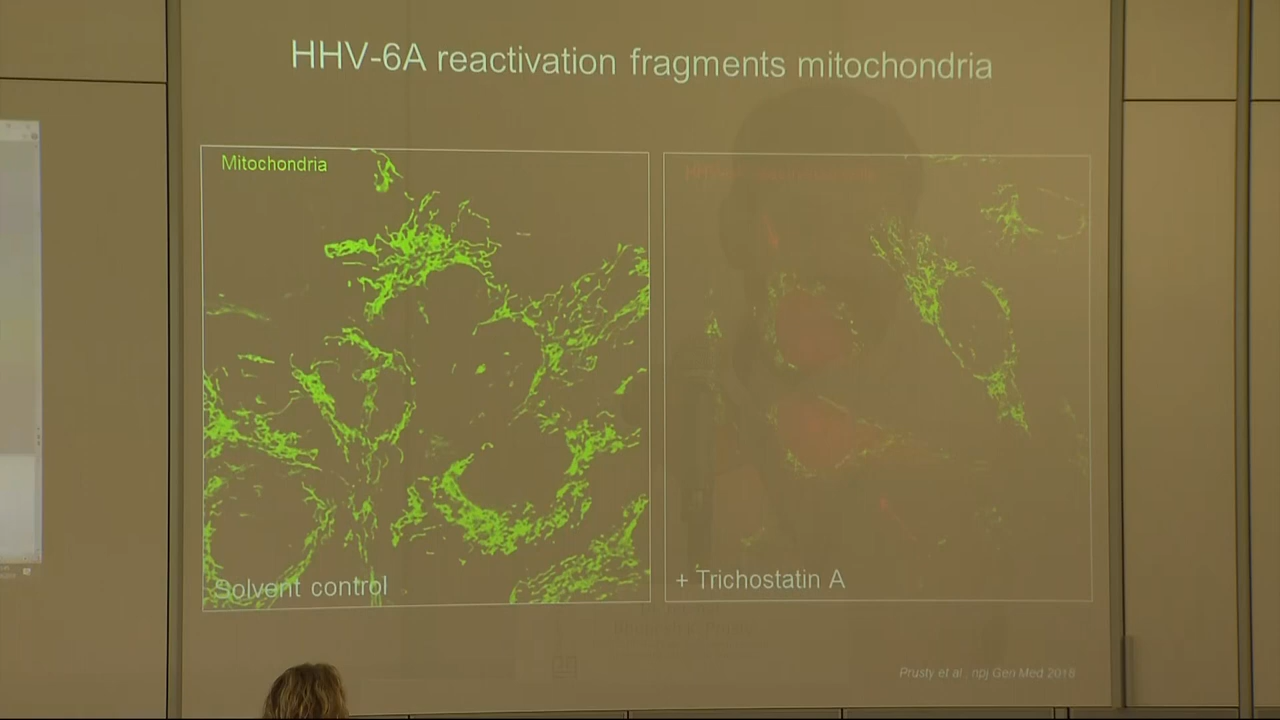 HHV-6A reactivation fragments mitochondria
Mitochondria
Solvent control
+ Trichostatin A
Prusty et al., npj Gen Med 2018